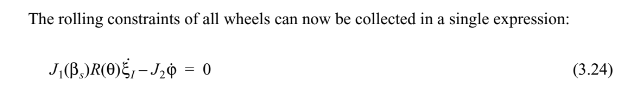 The rolling constraints of all wheels can now be collected in a single expression:
J₁(βₛ)R(θ)ξ̇_I – J₂φ̇ = 0 (3.24)